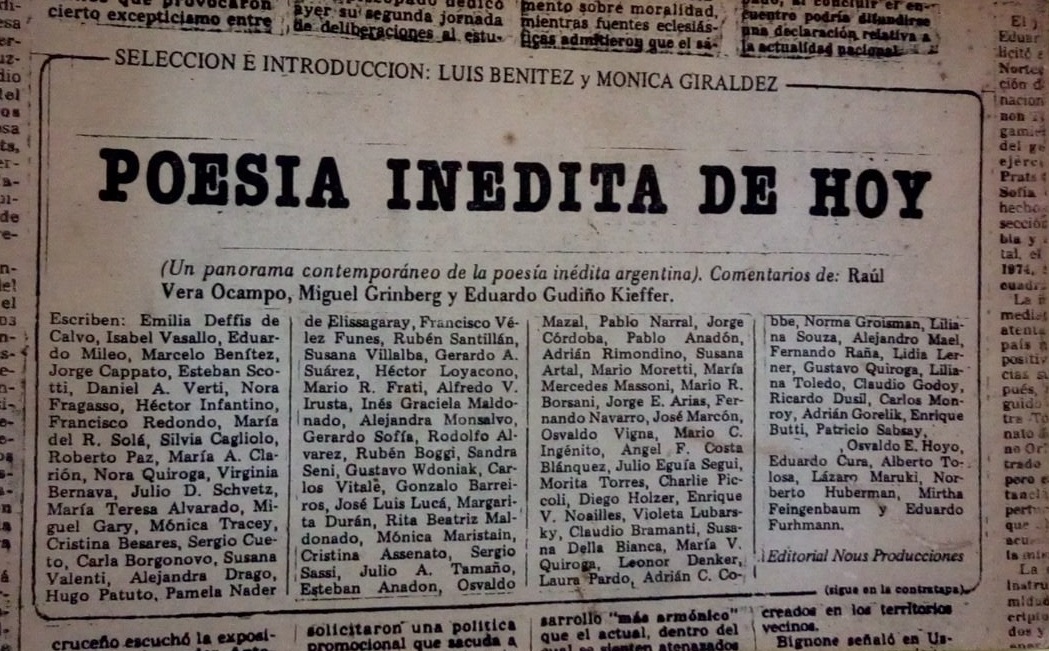 que provocaron
cierto excepticismo entre
dedicó
ayer su segunda jornada
de deliberaciones al estu-
mento sobre moralidad,
mientras fuentes eclesiás-
ticas admitieron que el sá-
encuentro podría difundirse
una declaración relativa a
la actualidad nacional.
SELECCION E INTRODUCCION: LUIS BENITEZ y MONICA GIRALDEZ
POESIA INEDITA DE HOY
(Un panorama contemporáneo de la poesía inédita argentina). Comentarios de: Raúl
Vera Ocampo, Miguel Grinberg y Eduardo Gudiño Kieffer.
Escriben: Emilia Deffis de
Calvo, Isabel Vasallo, Eduar-
do Mileo, Marcelo Benítez,
Jorge Cappato, Esteban Sco-
tti, Daniel A. Verti, Nora
Fragasso, Héctor Infantino,
Francisco Redondo, María
del R. Solá, Silvia Cagliolo,
Roberto Paz, María A. Cla-
rión, Nora Quiroga, Virginia
Bernava, Julio D. Schvetz,
María Teresa Alvarado, Mi-
guel Gary, Mónica Tracey,
Cristina Besares, Sergio Cue-
to, Carla Borgonovo, Susana
Valenti, Alejandra Drago,
Hugo Patuto, Pamela Nader
de Elissagaray, Francisco Vé-
lez Funes, Rubén Santillán,
Susana Villalba, Gerardo A.
Suárez, Héctor Loyacono,
Mario R. Frati, Alfredo V.
Irusta, Inés Graciela Maldo-
nado, Alejandra Monsalvo,
Gerardo Sofía, Rodolfo Al-
varez, Rubén Boggi, Sandra
Seni, Gustavo Wdoniak, Car-
los Vitale, Gonzalo Barrei-
ros, José Luis Lucá, Margari-
ta Durán, Rita Beatriz Mal-
donado, Mónica Maristain,
Cristina Assenato, Sergio
Sassi, Julio A. Tamaño,
Esteban Anadon, Osvaldo
Mazal, Pablo Narral, Jorge
Córdoba, Pablo Anadón,
Adrián Rimondino, Susana
Artal, Mario Moretti, María
Mercedes Massoni, Mario R.
Borsani, Jorge E. Arias, Fer-
nando Navarro, José Marcón,
Osvaldo Vigna, Mario C.
Ingénito, Angel F. Costa
Blánquez, Julio Eguía Segui,
Morita Torres, Charlie Pic-
coli, Diego Holzer, Enrique
V. Noailles, Violeta Lubars-
ky, Claudio Bramanti, Susa-
na Della Bianca, María V.
Quiroga, Leonor Denker,
Laura Pardo, Adrián C. Co-
bbe, Norma Groisman, Lilia-
na Souza, Alejandro Mael,
Fernando Raña, Lidia Ler-
ner, Gustavo Quiroga, Lilia-
na Toledo, Claudio Godoy,
Ricardo Dusil, Carlos Mon-
roy, Adrián Gorelik, Enrique
Butti, Patricio Sabsay,
, Osvaldo E. Hoyo,
Eduardo Cura, Alberto To-
losa, Lázaro Maruki, Nor-
berto Huberman, Mirtha
Feingenbaum y Eduardo
Furhmann.
Editorial Nous Producciones
(sigue en la contratapa)
cruceño escuchó la exposi-
solicitaron una política
promocional que sacuda a
sarrollo "más armónico"
que el actual, dentro del
creados en los territorios
vecinos.
Bignone señaló en Us-